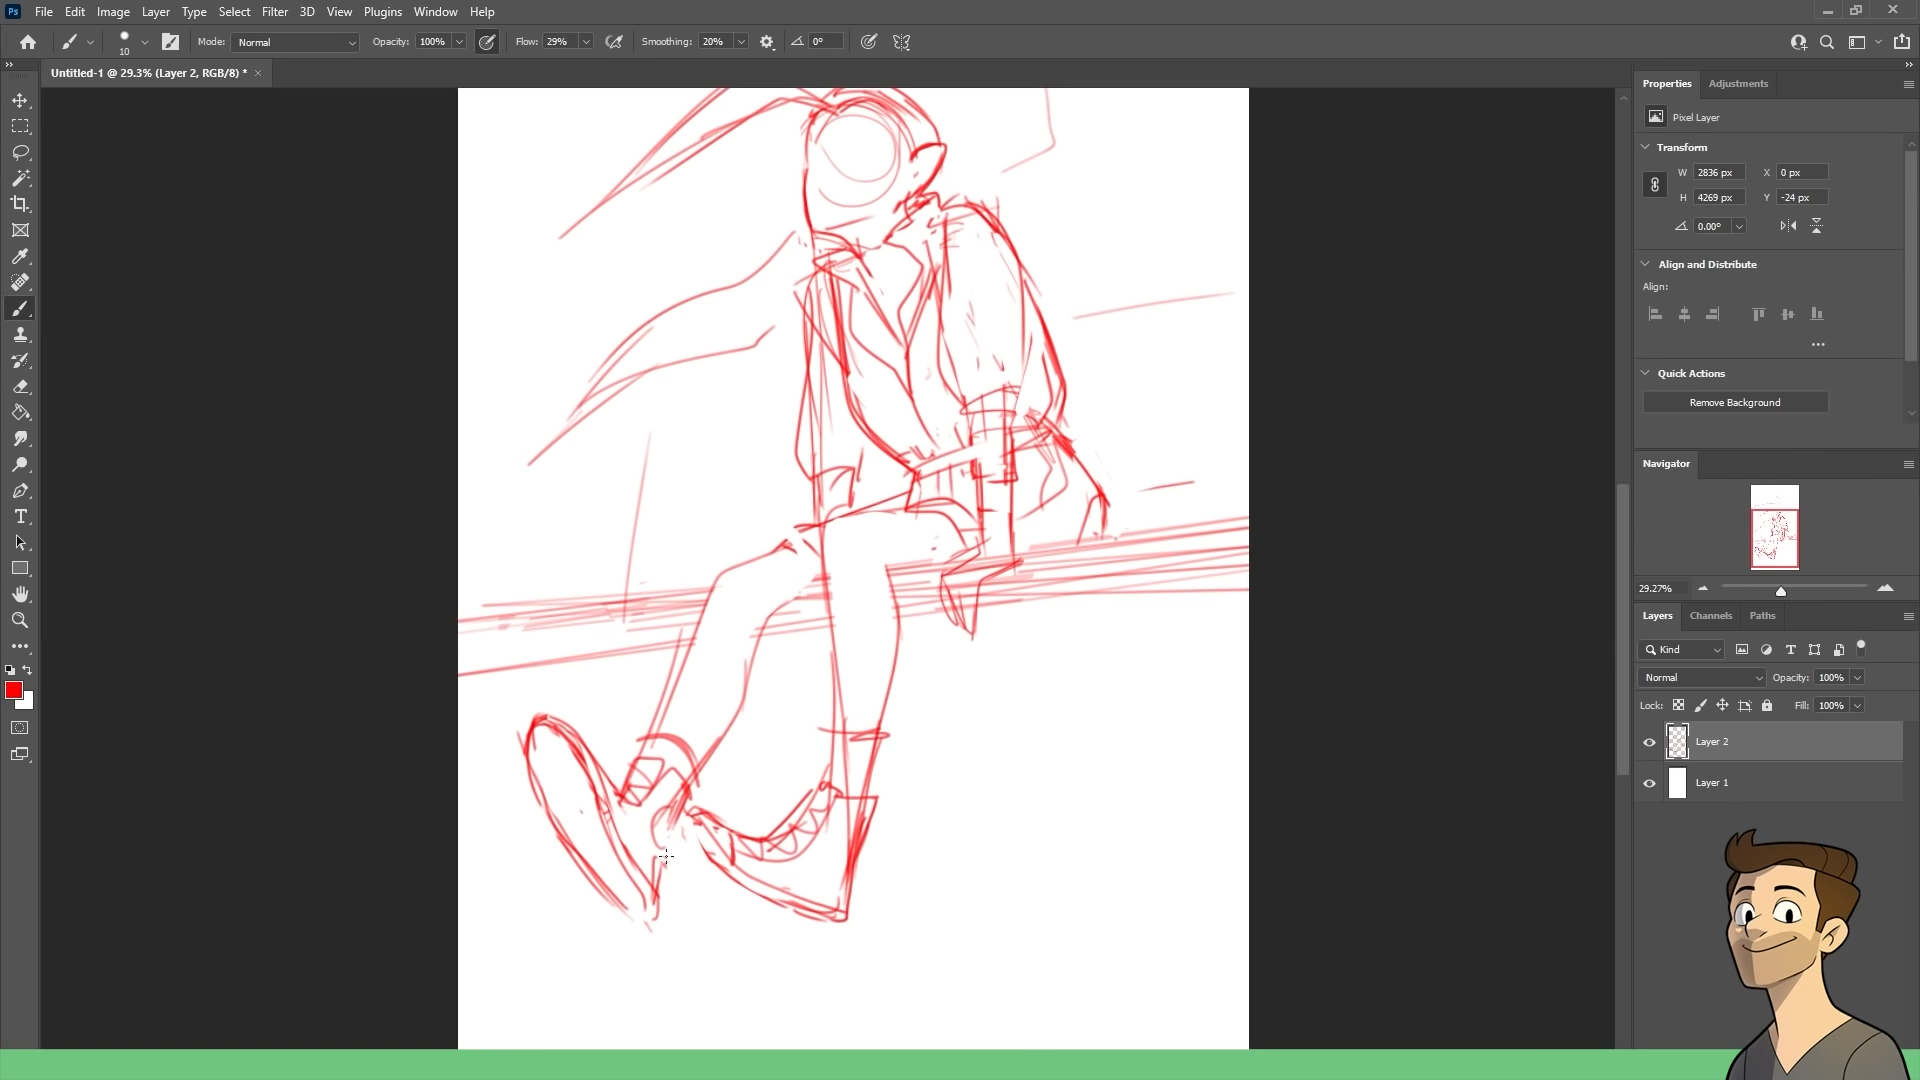 Ps File Edit Image Layer Type Select Filter 3D View Plugins Window Help
10 Mode: Normal Opacity: 100% Flow: 29% Smoothing: 20% 0°
Untitled-1 @ 29.3% (Layer 2, RGB/8) *
Properties Adjustments
Pixel Layer
Transform
W 2836 px X 0 px
H 4269 px Y -24 px
0.00°
Align and Distribute
Align:
Quick Actions
Remove Background
Navigator
29.27%
Layers Channels Paths
Kind
Normal Opacity: 100%
Lock: Fill: 100%
Layer 2
Layer 1